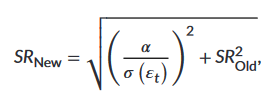 SR_New = √((α / σ(ε_t))² + SR²_Old,